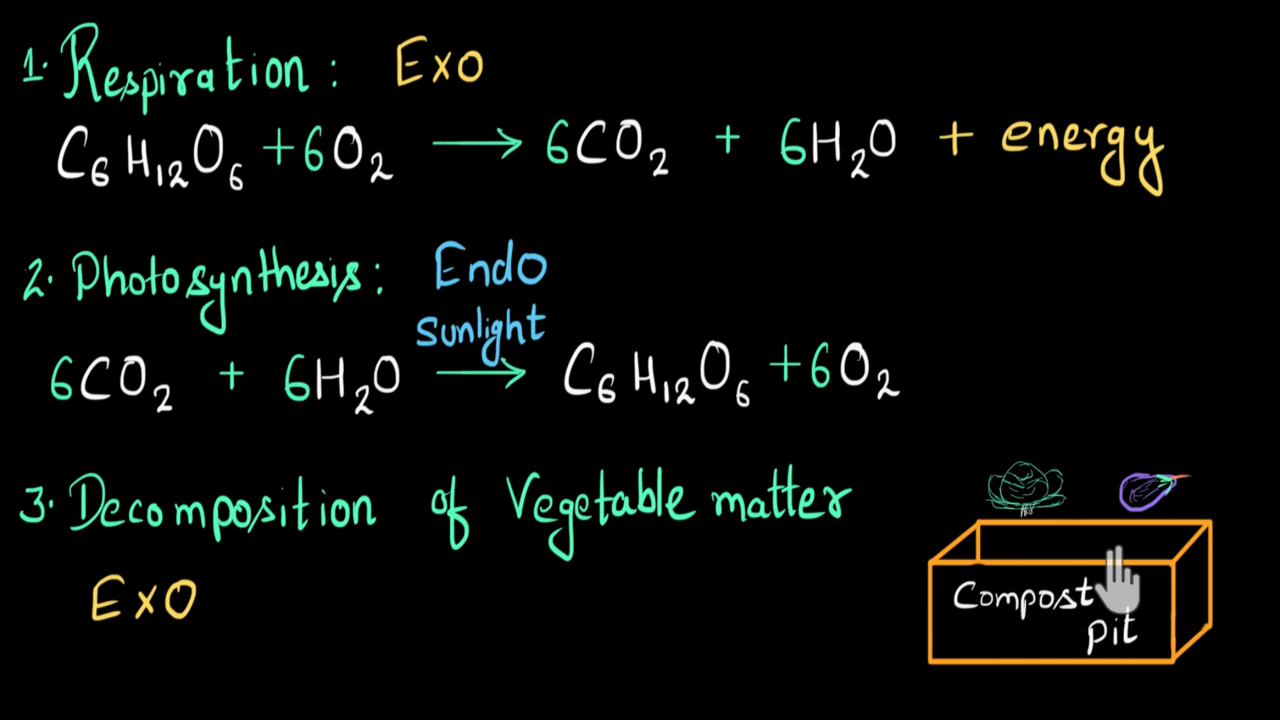 1. Respiration: Exo
C₆H₁₂O₆ + 6O₂ → 6CO₂ + 6H₂O + energy
2. Photosynthesis: Endo
Sunlight
6CO₂ + 6H₂O → C₆H₁₂O₆ + 6O₂
3. Decomposition of Vegetable matter
Exo
Compost
pit